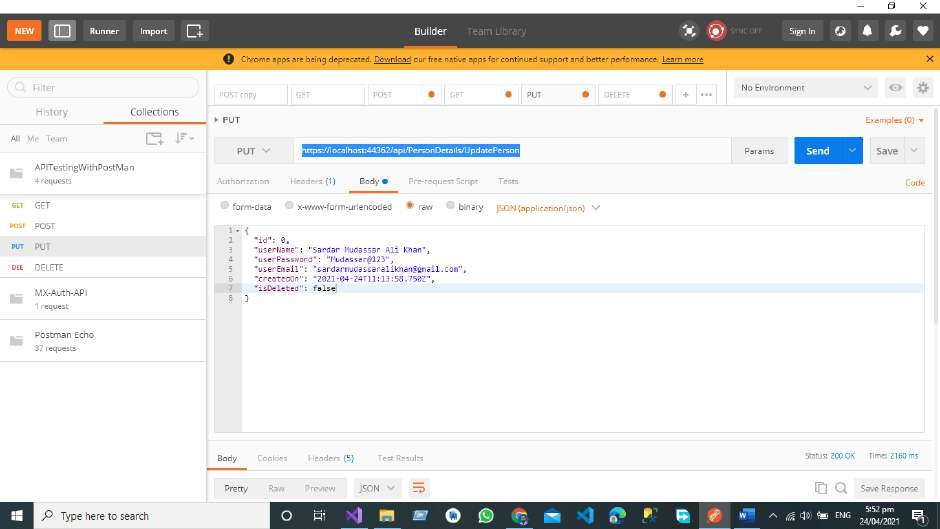 NEW Runner Import Builder Team Library SYNC OFF Sign In
Chrome apps are being deprecated. Download our free native apps for continued support and better performance. Learn more
Filter
History Collections
All Me Team
APITestingWithPostMan
4 requests
GET GET
POST POST
PUT PUT
DEL DELETE
MX-Auth-API
1 request
Postman Echo
37 requests
POST copy GET POST GET PUT DELETE + ••• No Environment
PUT Examples (0)
PUT https://localhost:44362/api/PersonDetails/UpdatePerson Params Send Save
Authorization Headers (1) Body Pre-request Script Tests Code
form-data x-www-form-urlencoded raw binary JSON (application/json)
1 {
2 "id": 0,
3 "userName": "Sardar Mudassar Ali Khan",
4 "userPassword": "Mudassar@123",
5 "userEmail": "sardarmudassaralikhan@gmail.com",
6 "createdOn": "2021-04-24T11:13:58.750Z",
7 "isDeleted": false
8 }
Body Cookies Headers (5) Test Results Status: 200 OK Time: 2160 ms
Pretty Raw Preview JSON Save Response
Type here to search ENG 5:52 pm
24/04/2021